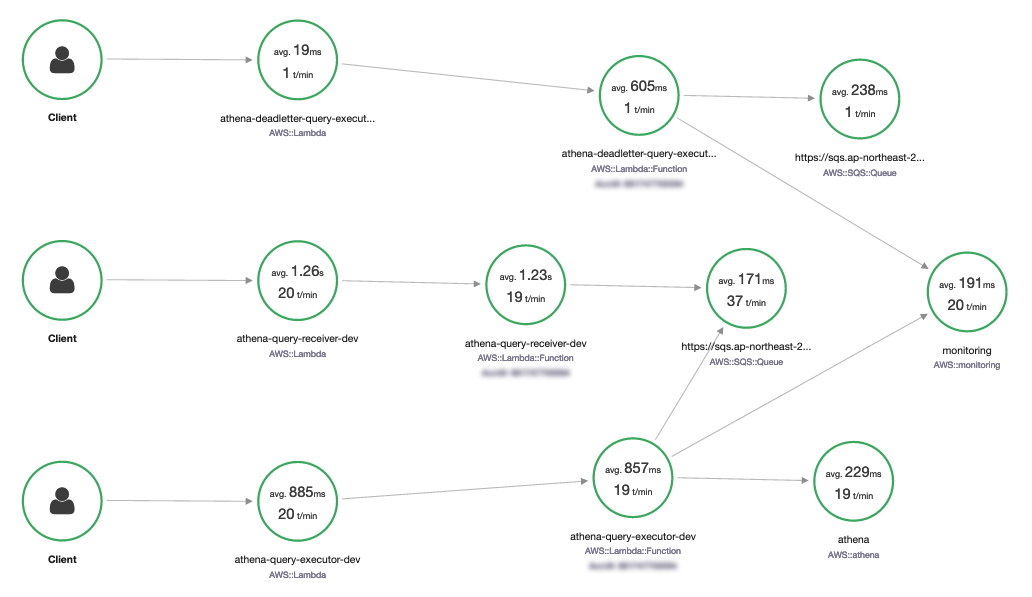 avg. 19ms
1 t/min
Client
athena-deadletter-query-execut...
AWS::Lambda
avg. 605ms
1 t/min
athena-deadletter-query-execut...
AWS::Lambda::Function
avg. 238ms
1 t/min
https://sqs.ap-northeast-2...
AWS::SQS::Queue
avg. 1.26s
20 t/min
Client
athena-query-receiver-dev
AWS::Lambda
avg. 1.23s
19 t/min
athena-query-receiver-dev
AWS::Lambda::Function
avg. 171ms
37 t/min
https://sqs.ap-northeast-2...
AWS::SQS::Queue
avg. 191ms
20 t/min
monitoring
AWS::monitoring
avg. 885ms
20 t/min
Client
athena-query-executor-dev
AWS::Lambda
avg. 857ms
19 t/min
athena-query-executor-dev
AWS::Lambda::Function
avg. 229ms
19 t/min
athena
AWS::athena